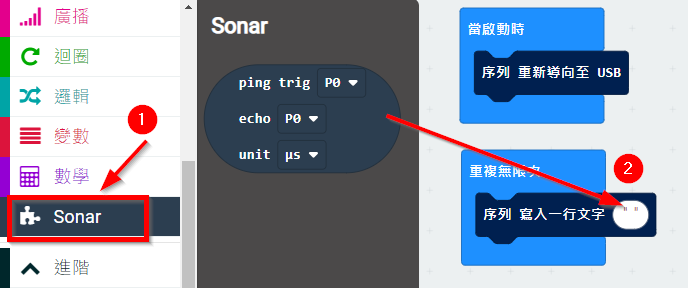 廣播
迴圈
邏輯
變數
數學
Sonar
進階
1
Sonar
ping trig P0
echo P0
unit μs
當啟動時
序列 重新導向至 USB
重複無限次
序列 寫入一行文字 " "
2